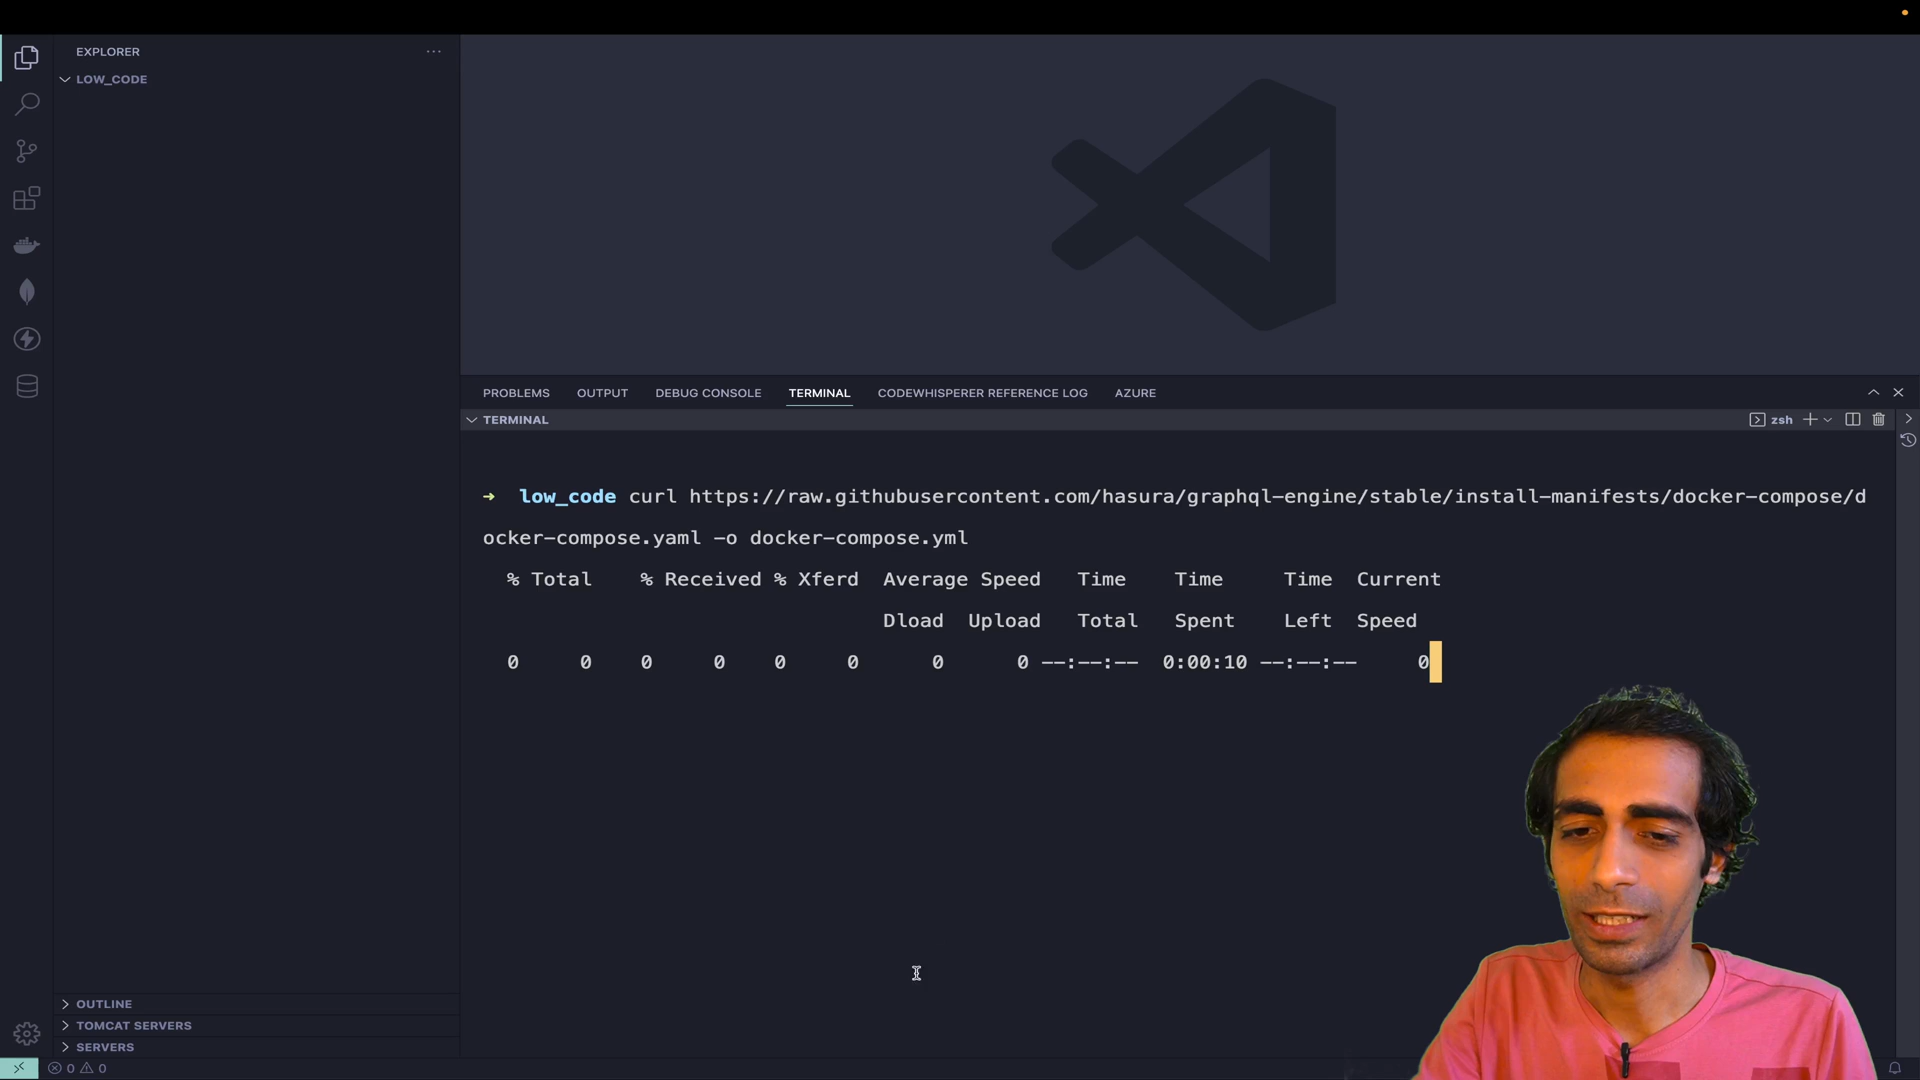 EXPLORER
LOW_CODE
PROBLEMS OUTPUT DEBUG CONSOLE TERMINAL CODEWHISPERER REFERENCE LOG AZURE
TERMINAL
zsh
→ low_code curl https://raw.githubusercontent.com/hasura/graphql-engine/stable/install-manifests/docker-compose/d
ocker-compose.yaml -o docker-compose.yml
% Total % Received % Xferd Average Speed Time Time Time Current
Dload Upload Total Spent Left Speed
0 0 0 0 0 0 0 0 --:--:-- 0:00:10 --:--:-- 0
OUTLINE
TOMCAT SERVERS
SERVERS
0 0